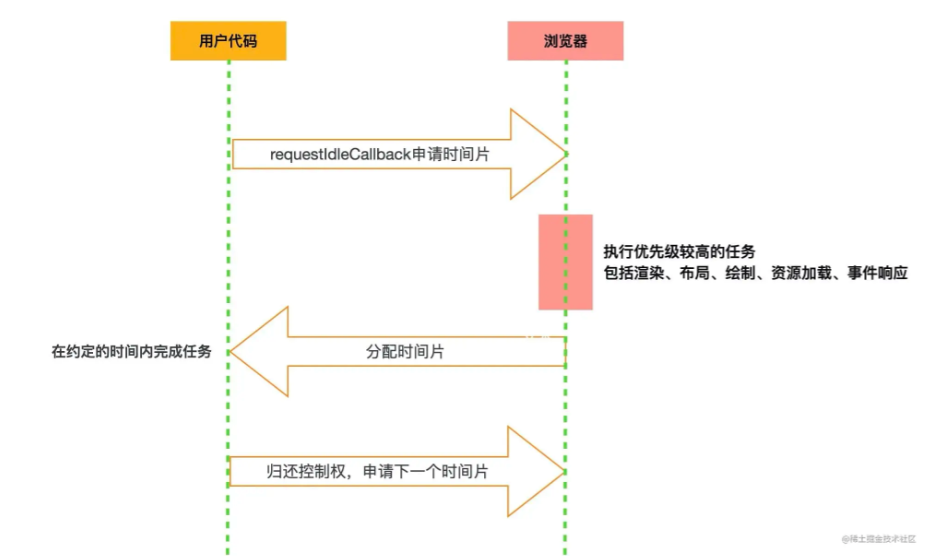 用户代码
浏览器
requestIdleCallback申请时间片
执行优先级较高的任务
包括渲染、布局、绘制、资源加载、事件响应
在约定的时间内完成任务
分配时间片
归还控制权，申请下一个时间片
@稀土掘金技术社区